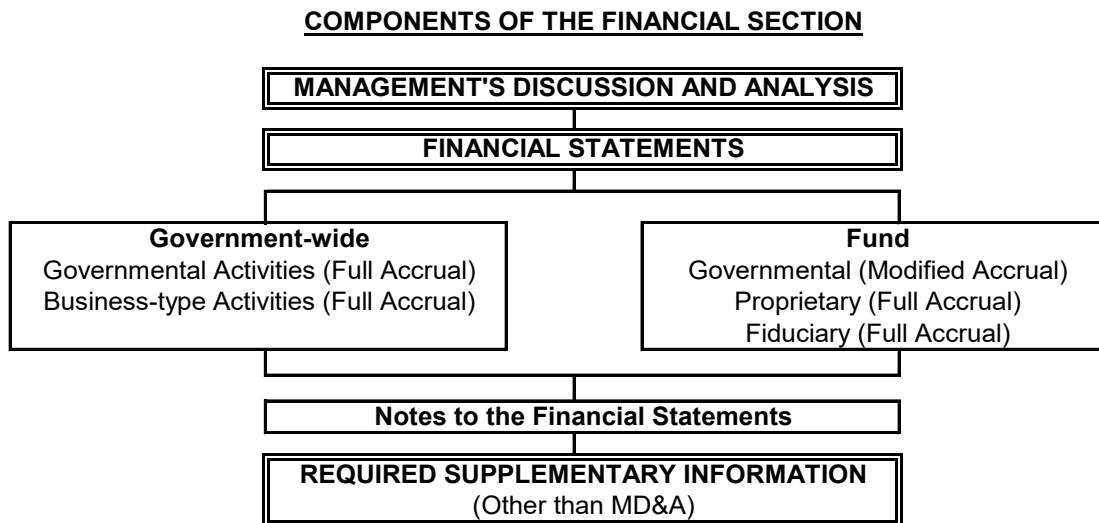 COMPONENTS OF THE FINANCIAL SECTION
MANAGEMENT'S DISCUSSION AND ANALYSIS
FINANCIAL STATEMENTS
Government-wide
Governmental Activities (Full Accrual)
Business-type Activities (Full Accrual)
Fund
Governmental (Modified Accrual)
Proprietary (Full Accrual)
Fiduciary (Full Accrual)
Notes to the Financial Statements
REQUIRED SUPPLEMENTARY INFORMATION
(Other than MD&A)